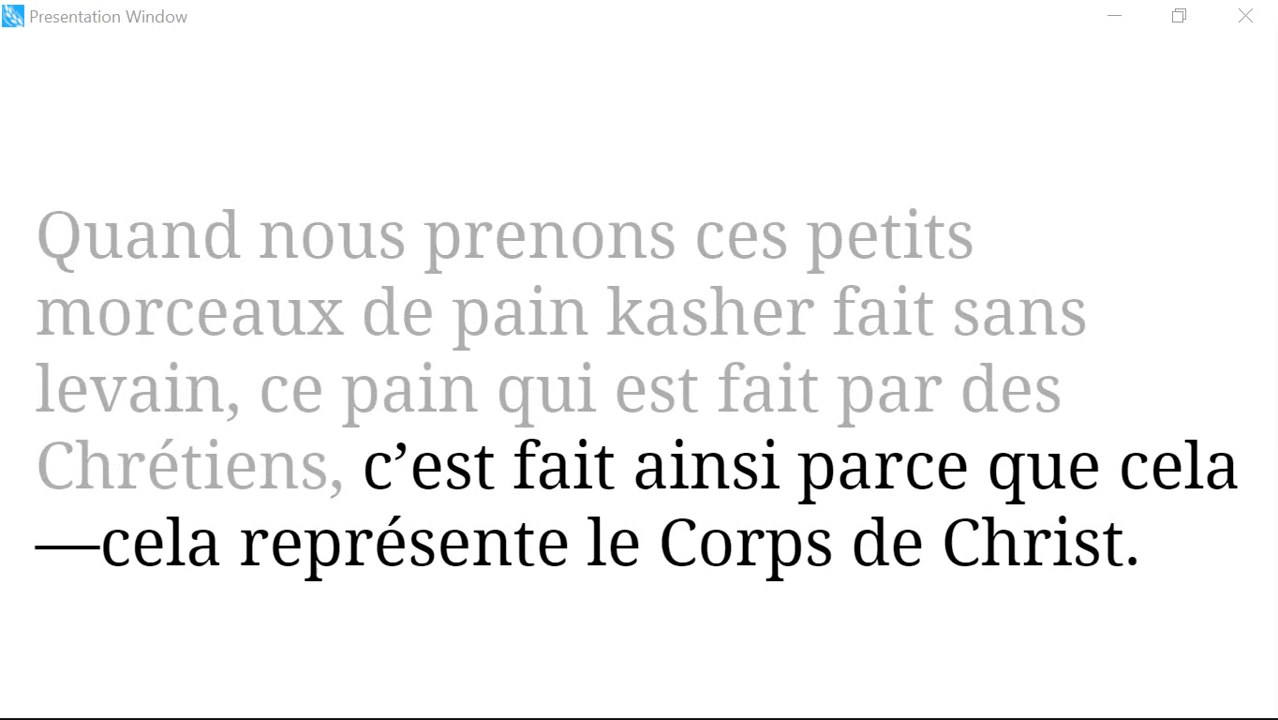 Presentation Window
Quand nous prenons ces petits
morceaux de pain kasher fait sans
levain, ce pain qui est fait par des
Chrétiens, c’est fait ainsi parce que cela
—cela représente le Corps de Christ.